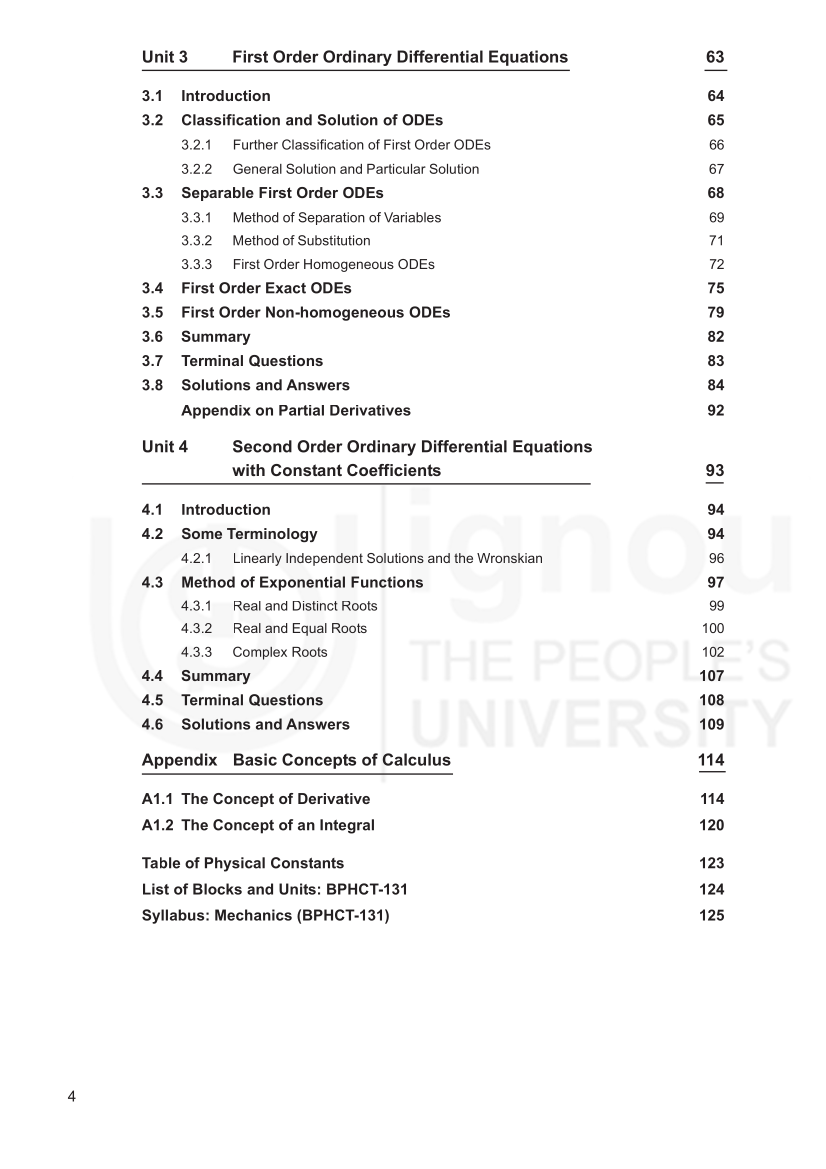 Unit 3 First Order Ordinary Differential Equations 63
3.1 Introduction 64
3.2 Classification and Solution of ODEs 65
3.2.1 Further Classification of First Order ODEs 66
3.2.2 General Solution and Particular Solution 67
3.3 Separable First Order ODEs 68
3.3.1 Method of Separation of Variables 69
3.3.2 Method of Substitution 71
3.3.3 First Order Homogeneous ODEs 72
3.4 First Order Exact ODEs 75
3.5 First Order Non-homogeneous ODEs 79
3.6 Summary 82
3.7 Terminal Questions 83
3.8 Solutions and Answers 84
Appendix on Partial Derivatives 92
Unit 4 Second Order Ordinary Differential Equations
with Constant Coefficients 93
4.1 Introduction 94
4.2 Some Terminology 94
4.2.1 Linearly Independent Solutions and the Wronskian 96
4.3 Method of Exponential Functions 97
4.3.1 Real and Distinct Roots 99
4.3.2 Real and Equal Roots 100
4.3.3 Complex Roots 102
4.4 Summary 107
4.5 Terminal Questions 108
4.6 Solutions and Answers 109
Appendix Basic Concepts of Calculus 114
A1.1 The Concept of Derivative 114
A1.2 The Concept of an Integral 120
Table of Physical Constants 123
List of Blocks and Units: BPHCT-131 124
Syllabus: Mechanics (BPHCT-131) 125
ignou
THE PEOPLE'S
UNIVERSITY
4